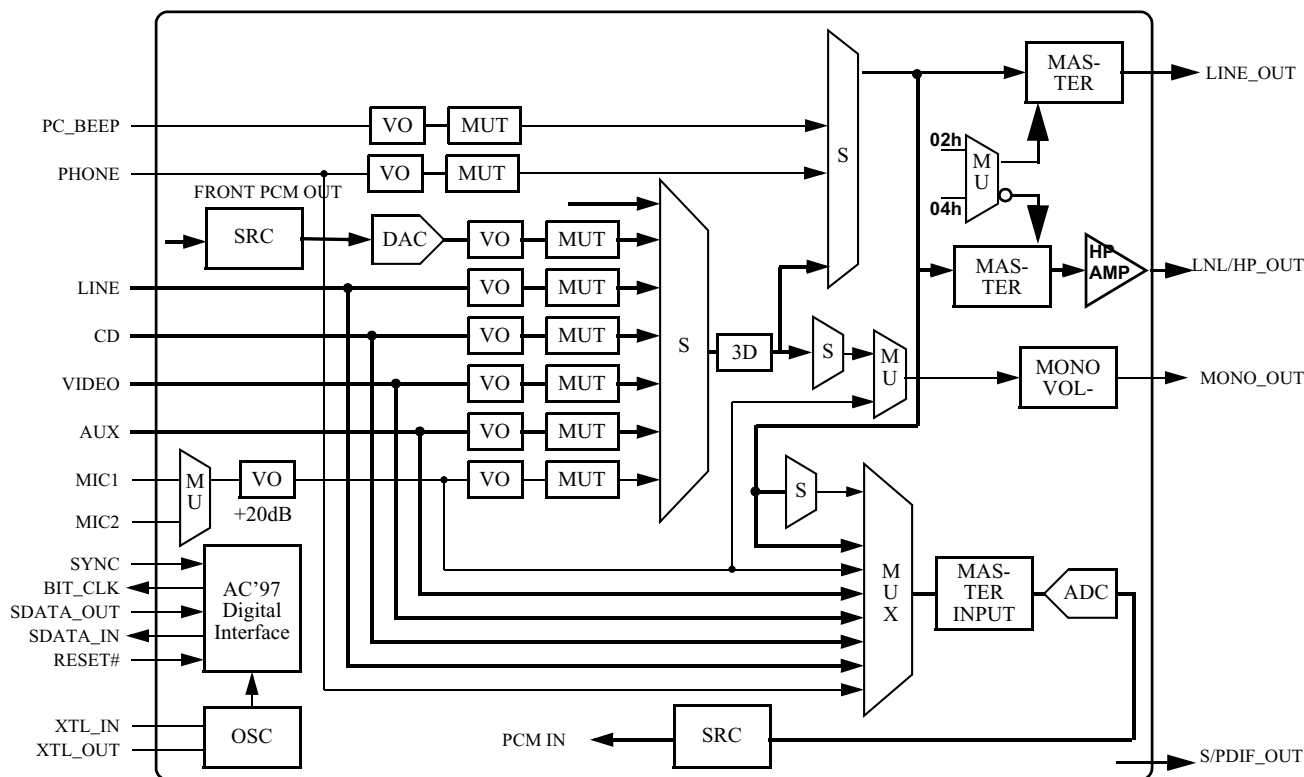 MAS-
TER
LINE_OUT
PC_BEEP
VO
MUT
02h
M
U
S
PHONE
VO
MUT
04h
FRONT PCM OUT
SRC
DAC
VO
MUT
MAS-
TER
HP
AMP
LNL/HP_OUT
LINE
VO
MUT
CD
VO
MUT
S
3D
S
M
U
MONO
VOL-
MONO_OUT
VIDEO
VO
MUT
AUX
VO
MUT
MIC1
M
U
VO
VO
MUT
S
MIC2
+20dB
SYNC
BIT_CLK
SDATA_OUT
SDATA_IN
RESET#
AC’97
Digital
Interface
M
U
X
MAS-
TER
INPUT
ADC
XTL_IN
XTL_OUT
OSC
PCM IN
SRC
S/PDIF_OUT